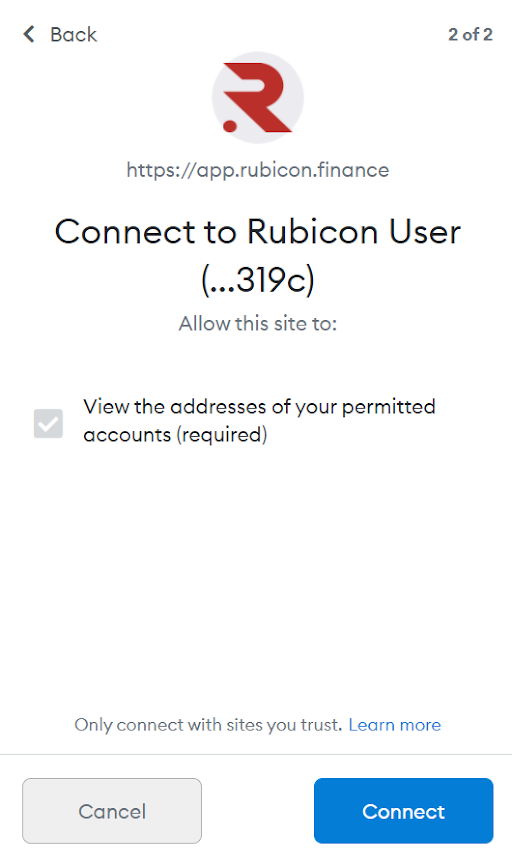 Back
2 of 2
https://app.rubicon.finance
Connect to Rubicon User
(...319c)
Allow this site to:
View the addresses of your permitted
accounts (required)
Only connect with sites you trust. Learn more
Cancel
Connect